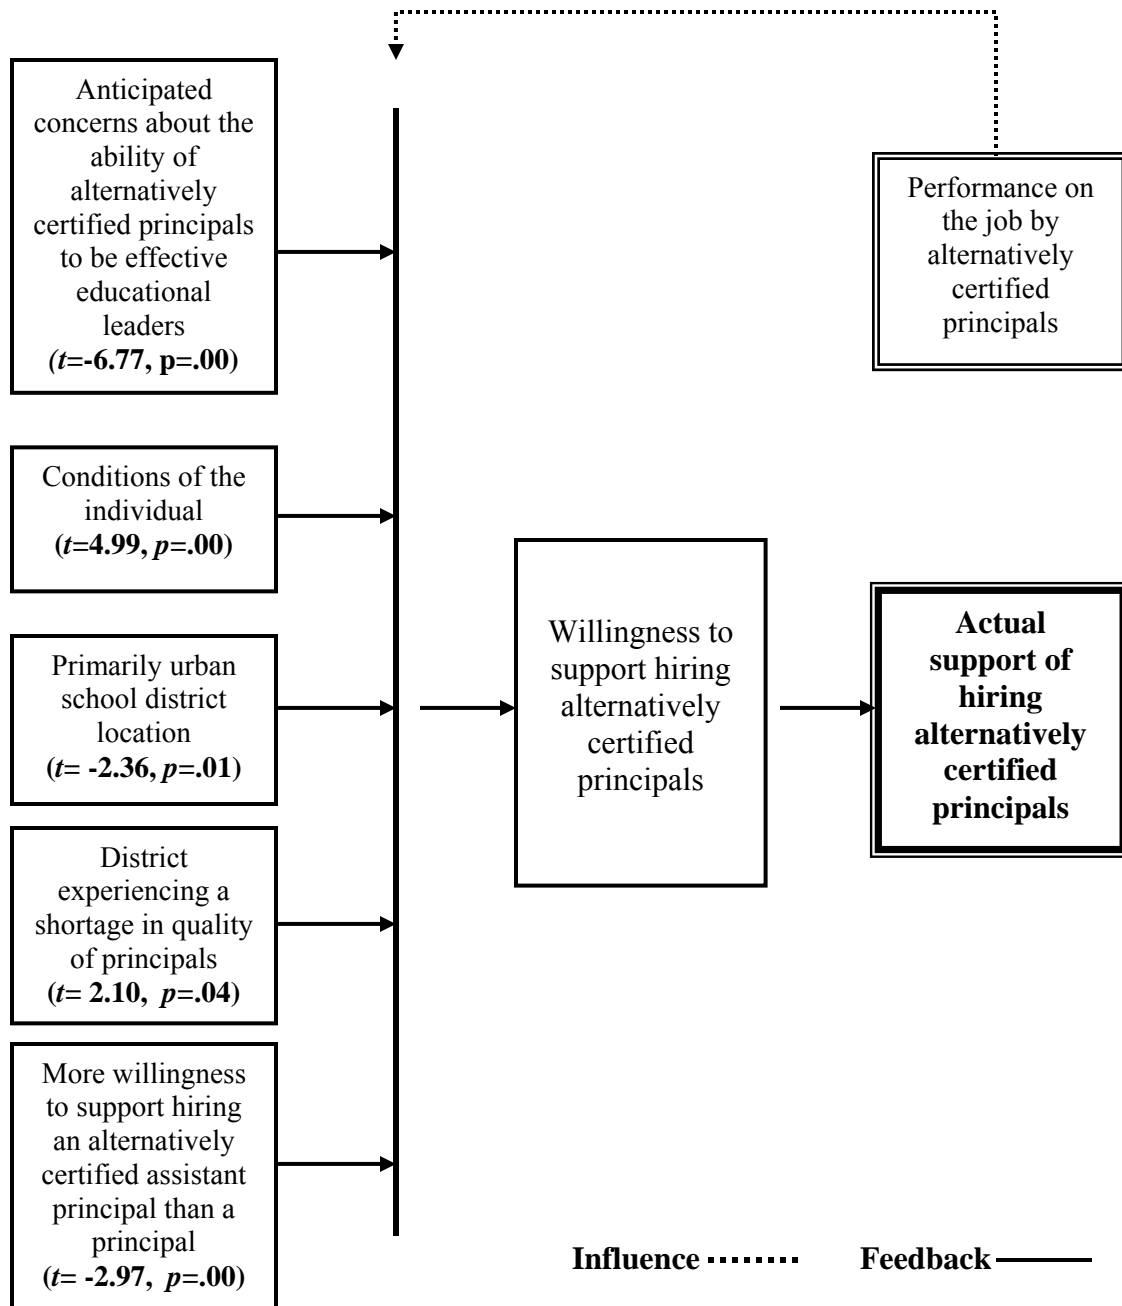 Anticipated
concerns about the
ability of
alternatively
certified principals
to be effective
educational
leaders
(t=-6.77, p=.00)
Conditions of the
individual
(t=4.99, p=.00)
Primarily urban
school district
location
(t= -2.36, p=.01)
District
experiencing a
shortage in quality
of principals
(t= 2.10, p=.04)
More willingness
to support hiring
an alternatively
certified assistant
principal than a
principal
(t= -2.97, p=.00)
Willingness to
support hiring
alternatively
certified
principals
Performance on
the job by
alternatively
certified
principals
Actual
support of
hiring
alternatively
certified
principals
Influence
Feedback